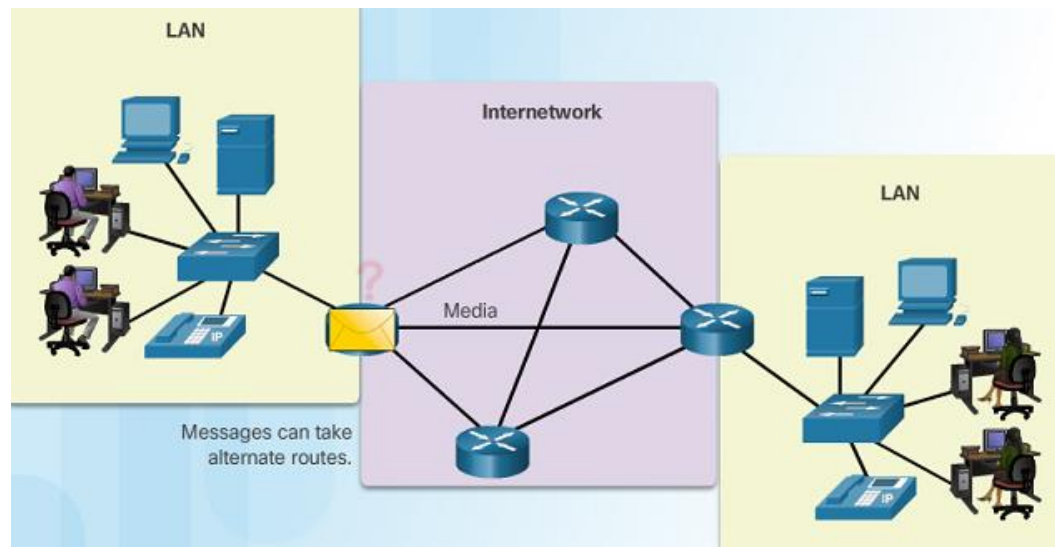 LAN
Internetwork
LAN
?
Media
IP
Messages can take
alternate routes.
IP